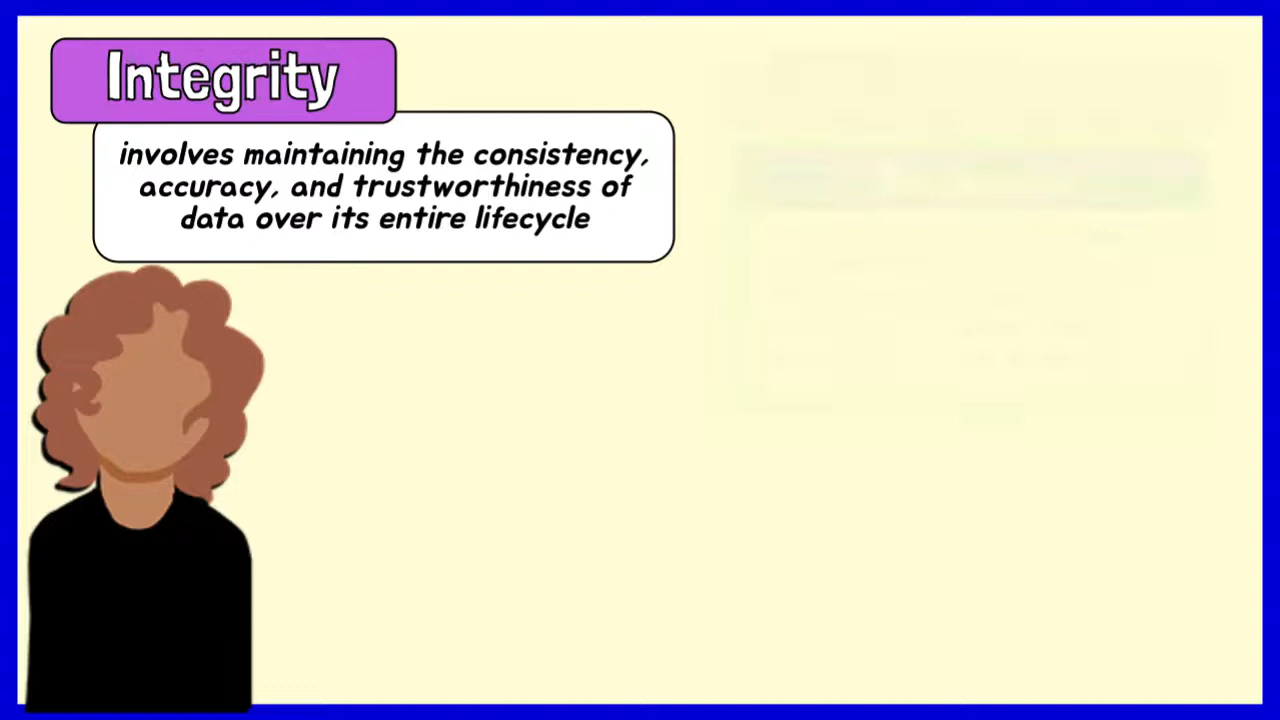 Integrity
involves maintaining the consistency,
accuracy, and trustworthiness of
data over its entire lifecycle